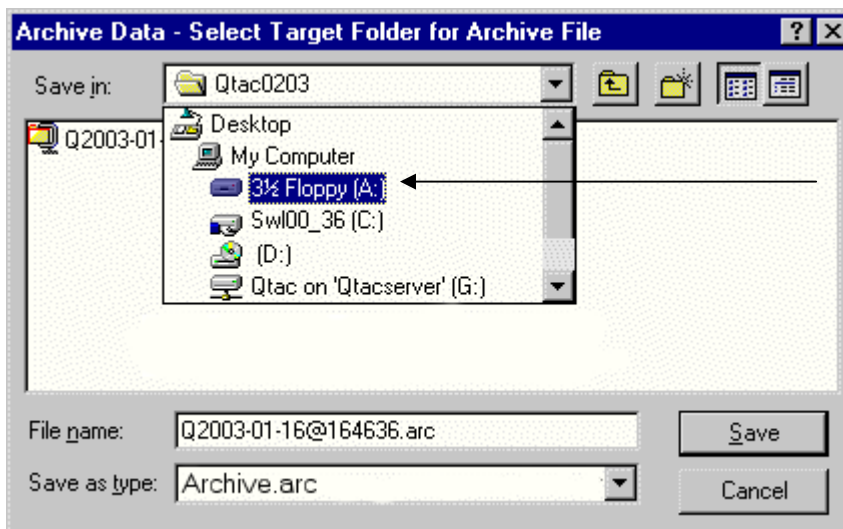 Archive Data - Select Target Folder for Archive File
Save in: Qtac0203
Desktop
Q2003-01-
My Computer
3½ Floppy (A:)
Swl00_36 (C:)
(D:)
Qtac on 'Qtacserver' (G:)
File name: Q2003-01-16@164636.arc Save
Save as type: Archive.arc Cancel